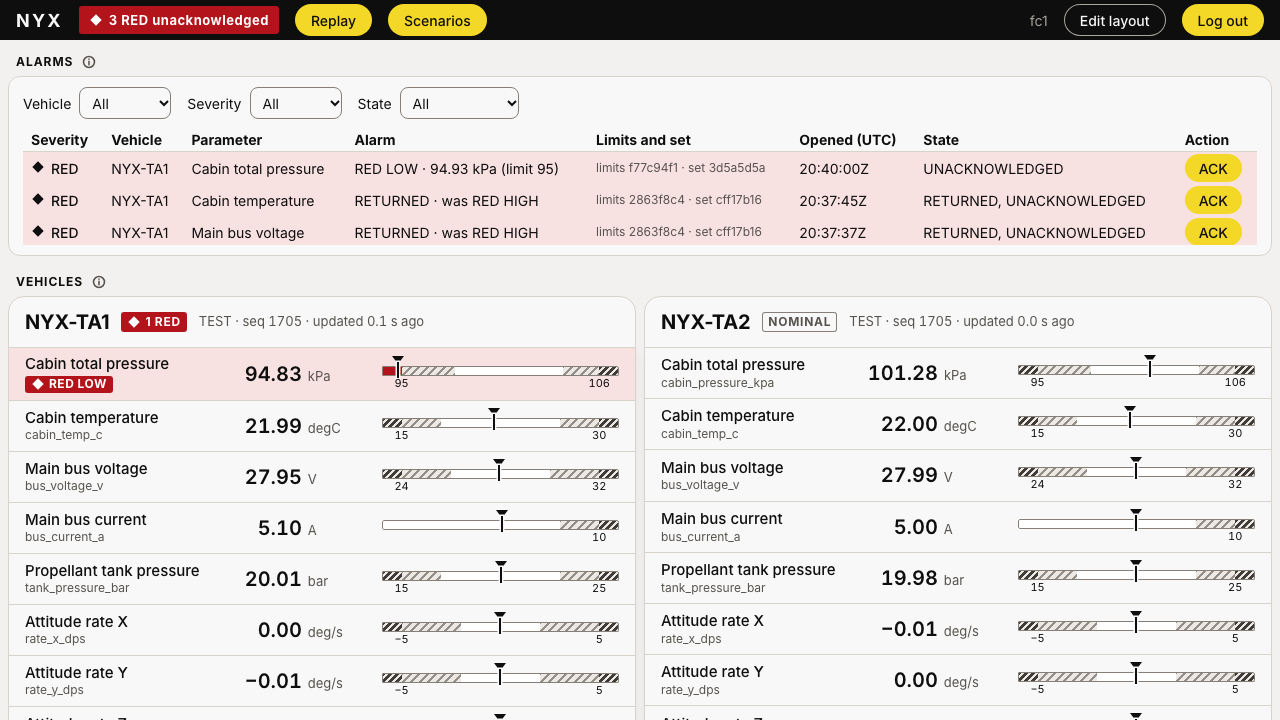 NYX 3 RED unacknowledged Replay Scenarios fc1 Edit layout Log out
ALARMS
Vehicle All Severity All State All
Severity Vehicle Parameter Alarm Limits and set Opened (UTC) State Action
RED NYX-TA1 Cabin total pressure RED LOW · 94.93 kPa (limit 95) limits f77c94f1 · set 3d5a5d5a 20:40:00Z UNACKNOWLEDGED ACK
RED NYX-TA1 Cabin temperature RETURNED · was RED HIGH limits 2863f8c4 · set cff17b16 20:37:45Z RETURNED, UNACKNOWLEDGED ACK
RED NYX-TA1 Main bus voltage RETURNED · was RED HIGH limits 2863f8c4 · set cff17b16 20:37:37Z RETURNED, UNACKNOWLEDGED ACK
VEHICLES
NYX-TA1 1 RED TEST · seq 1705 · updated 0.1 s ago
Cabin total pressure
RED LOW
94.83 kPa
95 106
Cabin temperature
cabin_temp_c
21.99 degC
15 30
Main bus voltage
bus_voltage_v
27.95 V
24 32
Main bus current
bus_current_a
5.10 A
10
Propellant tank pressure
tank_pressure_bar
20.01 bar
15 25
Attitude rate X
rate_x_dps
0.00 deg/s
−5 5
Attitude rate Y
rate_y_dps
−0.01 deg/s
−5 5
NYX-TA2 NOMINAL TEST · seq 1705 · updated 0.0 s ago
Cabin total pressure
cabin_pressure_kpa
101.28 kPa
95 106
Cabin temperature
cabin_temp_c
22.00 degC
15 30
Main bus voltage
bus_voltage_v
27.99 V
24 32
Main bus current
bus_current_a
5.00 A
10
Propellant tank pressure
tank_pressure_bar
19.98 bar
15 25
Attitude rate X
rate_x_dps
−0.01 deg/s
−5 5
Attitude rate Y
rate_y_dps
0.00 deg/s
−5 5